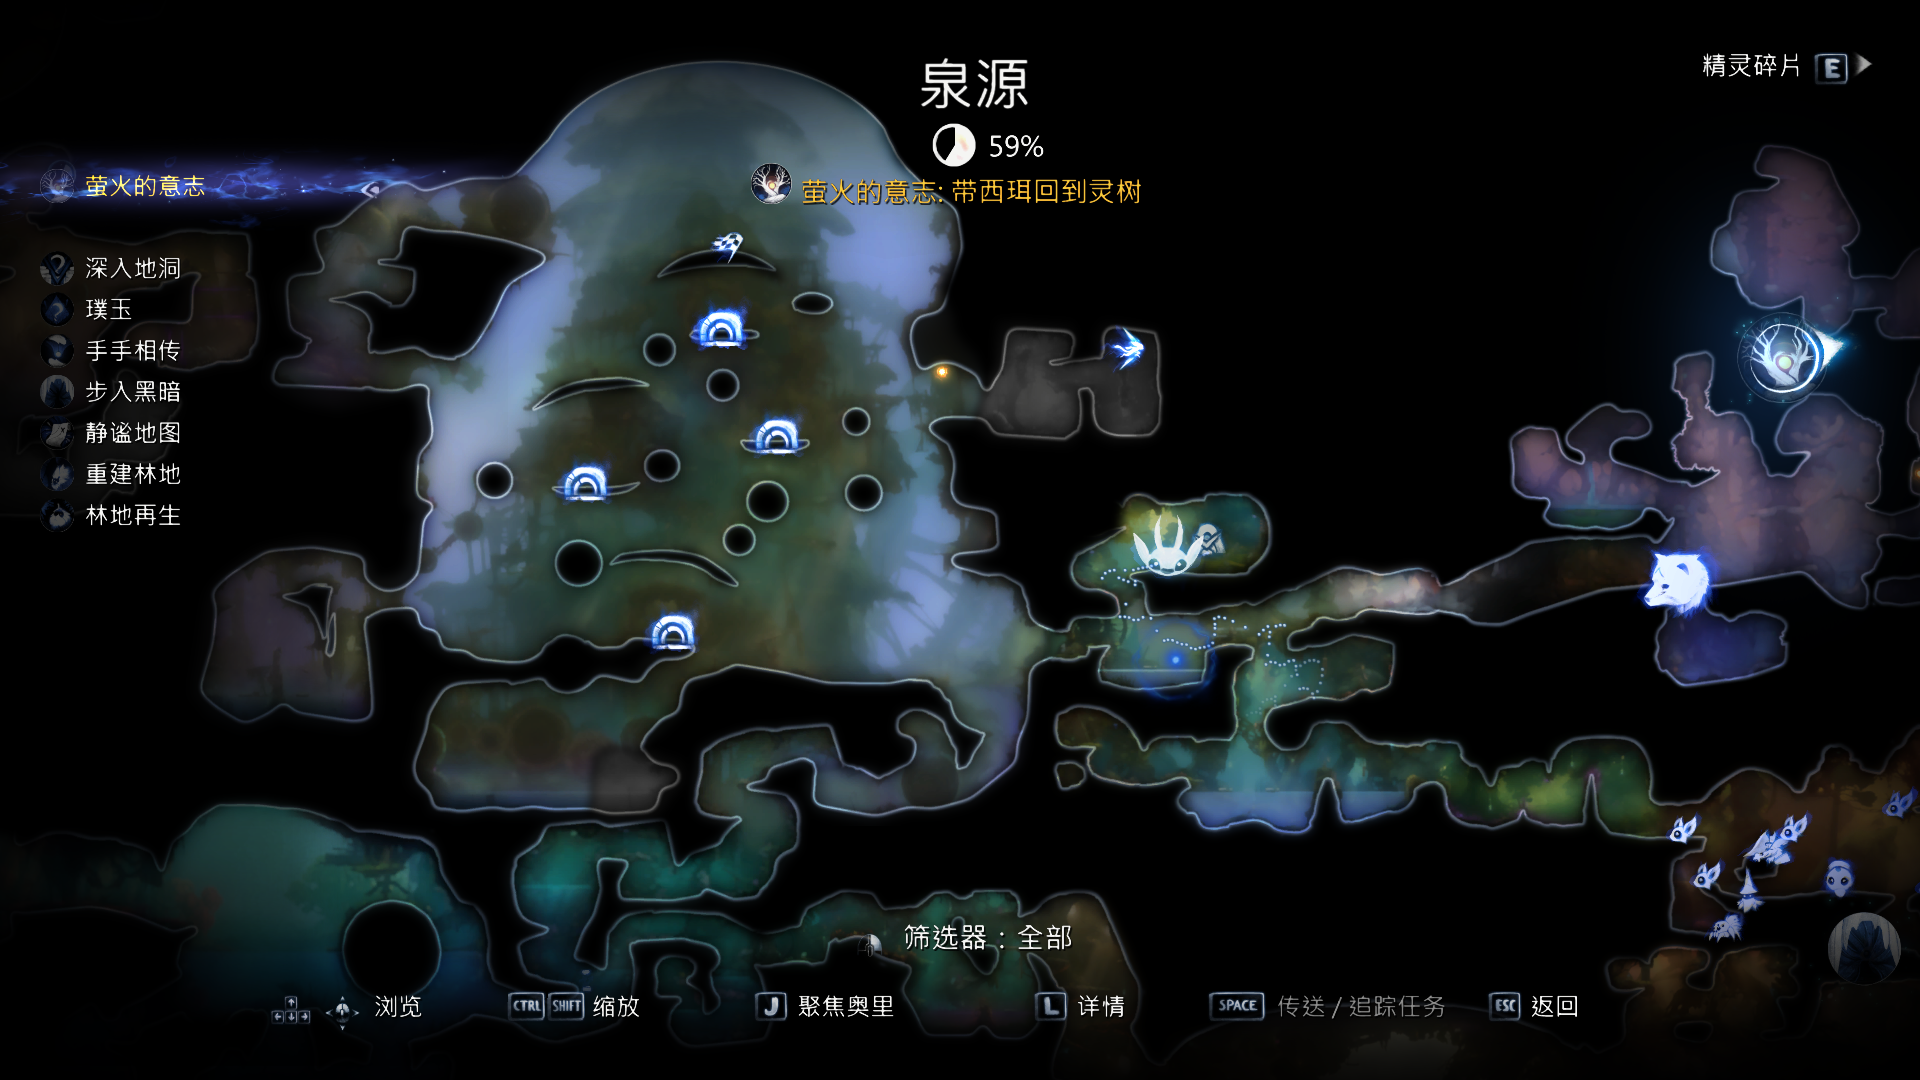 泉源
精灵碎片 E
59%
萤火的意志
萤火的意志: 带西珥回到灵树
深入地洞
璞玉
手手相传
步入黑暗
静谧地图
重建林地
林地再生
筛选器：全部
浏览
CTRL SHIFT 缩放
J 聚焦奥里
L 详情
SPACE 传送 / 追踪任务
ESC 返回